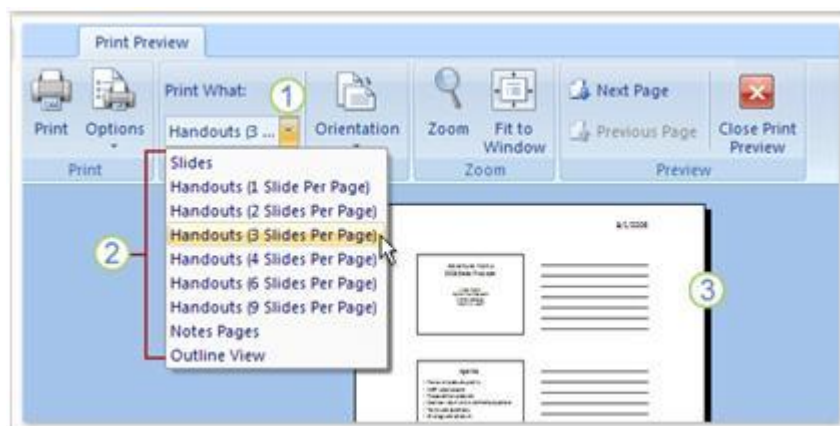 Print Preview
Print What:
1
Handouts (3 ...
Print
Options
Orientation
Zoom
Fit to
Window
Next Page
Previous Page
Close Print
Preview
Print
Zoom
Preview
2
Slides
Handouts (1 Slide Per Page)
Handouts (2 Slides Per Page)
Handouts (3 Slides Per Page)
Handouts (4 Slides Per Page)
Handouts (6 Slides Per Page)
Handouts (9 Slides Per Page)
Notes Pages
Outline View
3
Agenda